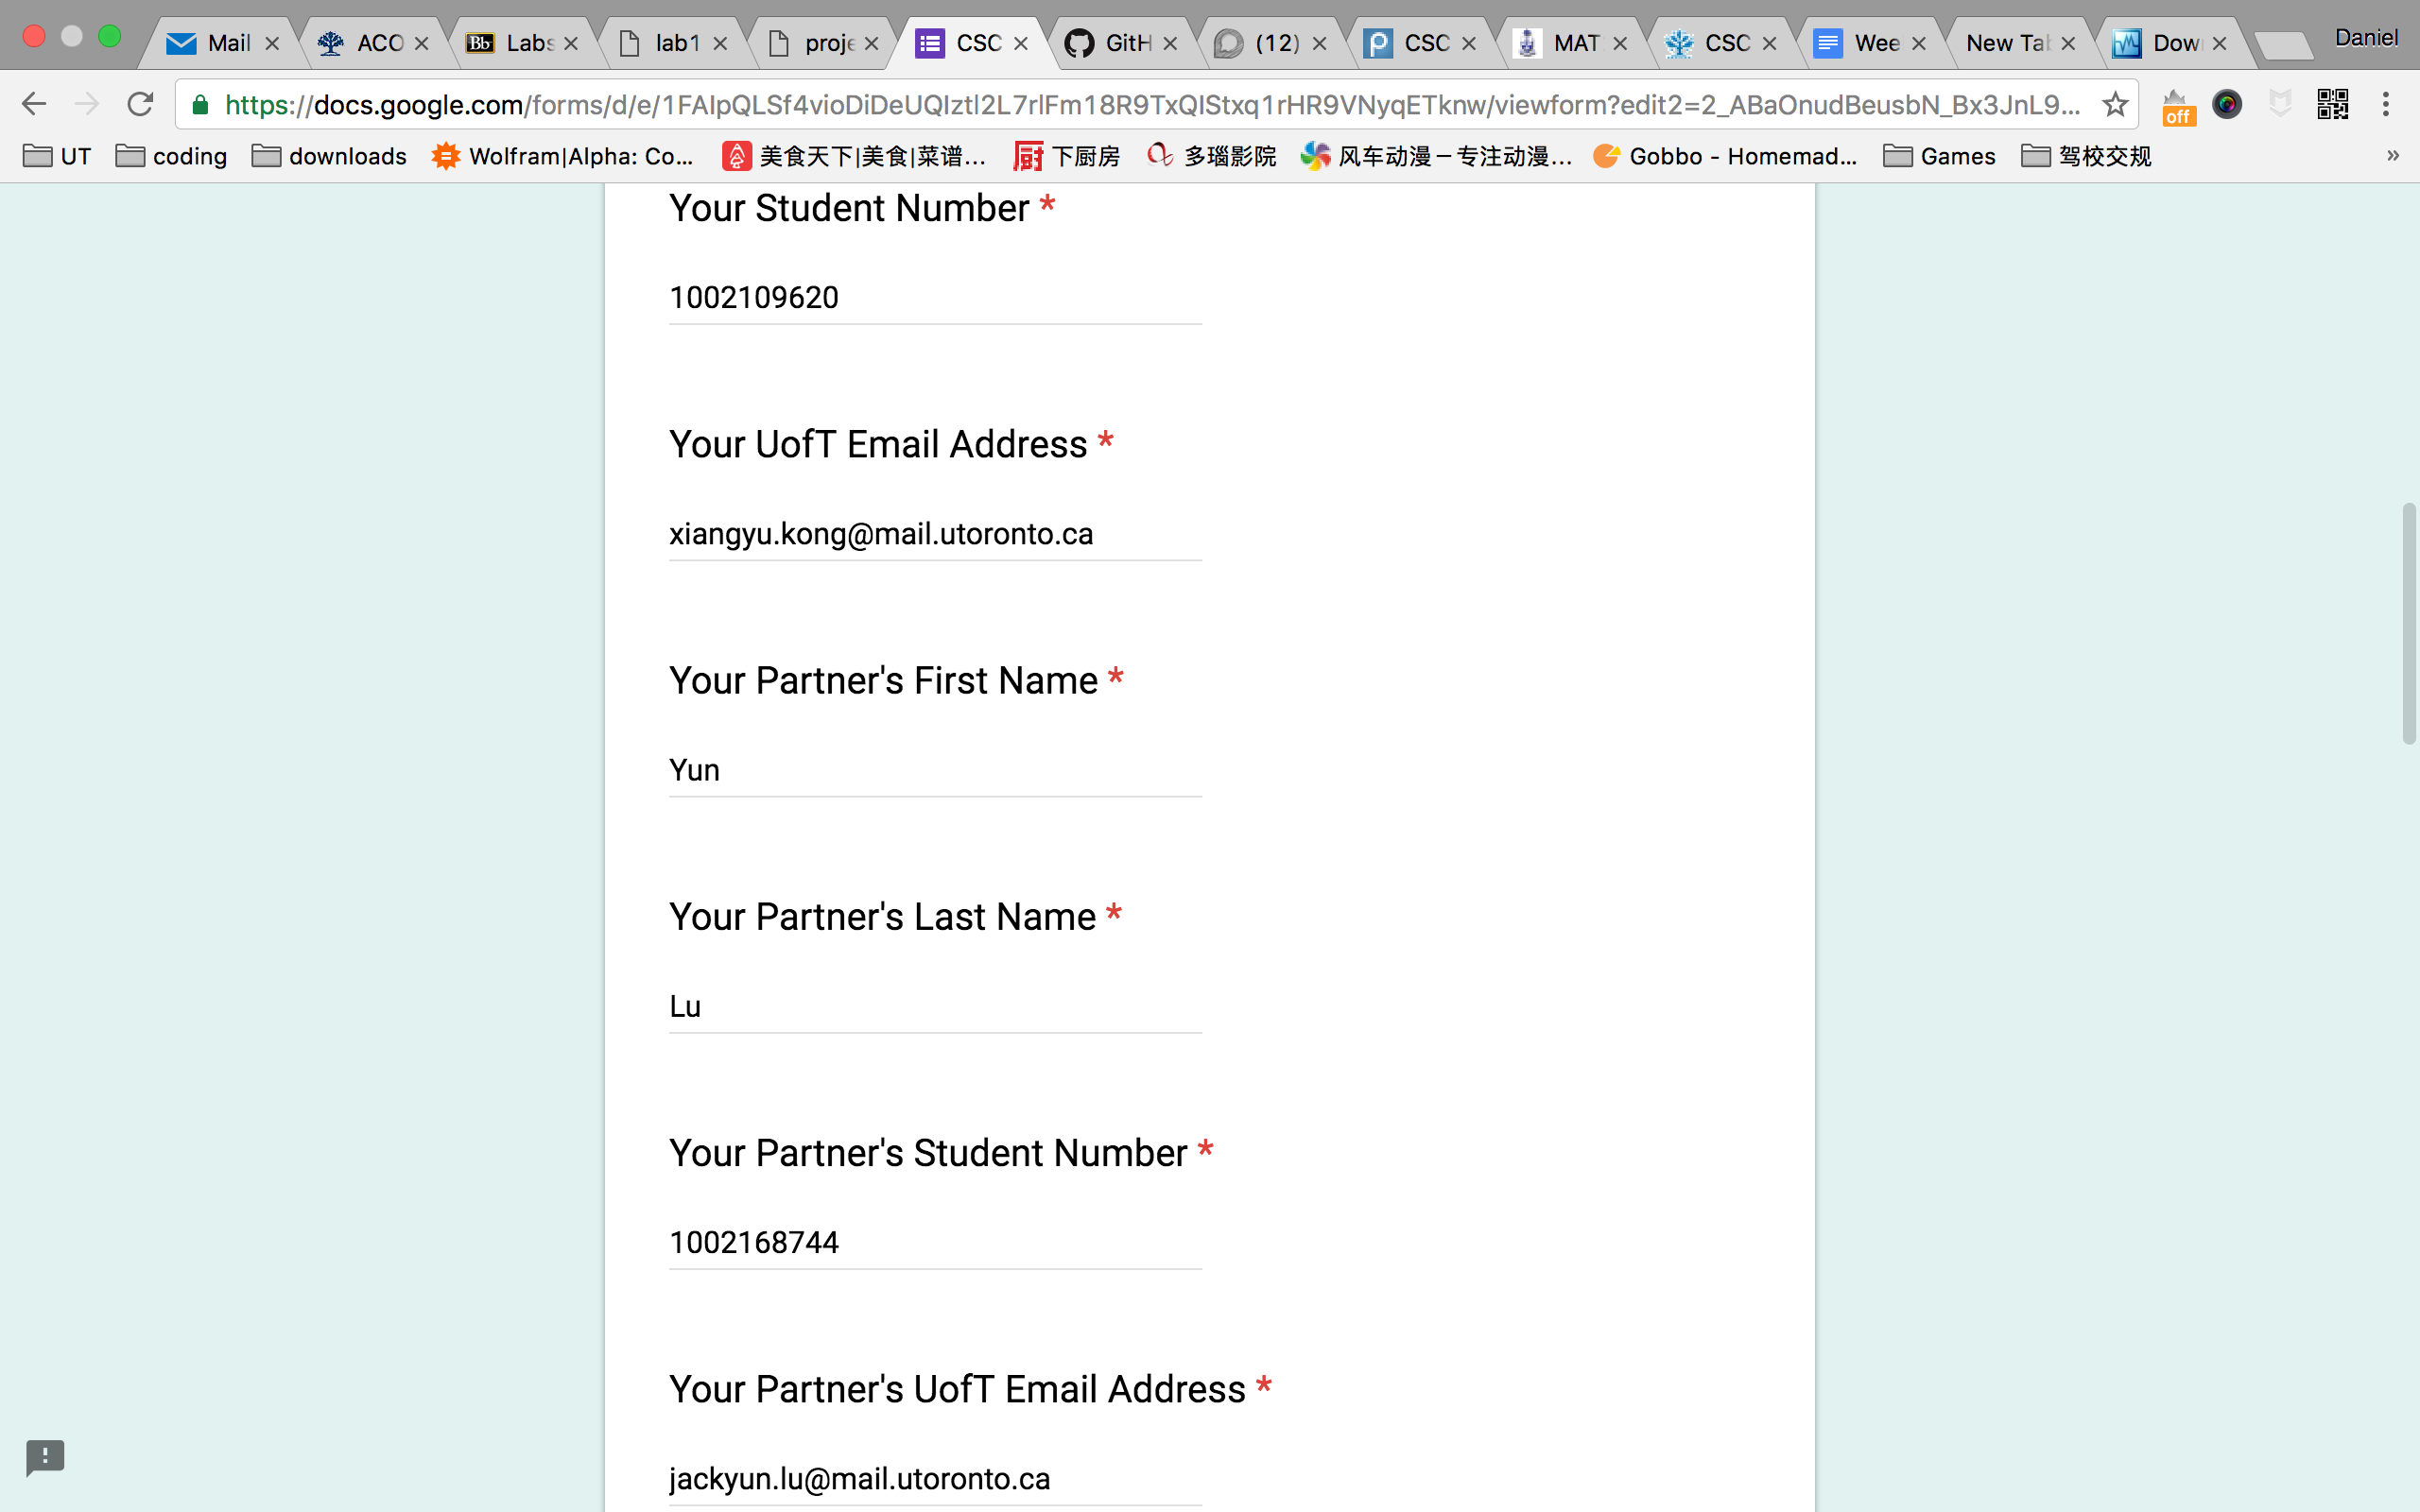 Mail
ACO
Bb Labs
lab1
proje
CSC
GitH
(12)
CSC
MAT
CSC
Wee
New Tab
Dow
Daniel
https://docs.google.com/forms/d/e/1FAIpQLSf4vioDiDeUQIztl2L7rlFm18R9TxQIStxq1rHR9VNyqETknw/viewform?edit2=2_ABaOnudBeusbN_Bx3JnL9...
off
UT
coding
downloads
Wolfram|Alpha: Co...
美食天下|美食|菜谱...
厨 下厨房
多瑙影院
风车动漫－专注动漫...
Gobbo - Homemad...
Games
驾校交规
»
Your Student Number *
1002109620
Your UofT Email Address *
xiangyu.kong@mail.utoronto.ca
Your Partner's First Name *
Yun
Your Partner's Last Name *
Lu
Your Partner's Student Number *
1002168744
Your Partner's UofT Email Address *
jackyun.lu@mail.utoronto.ca